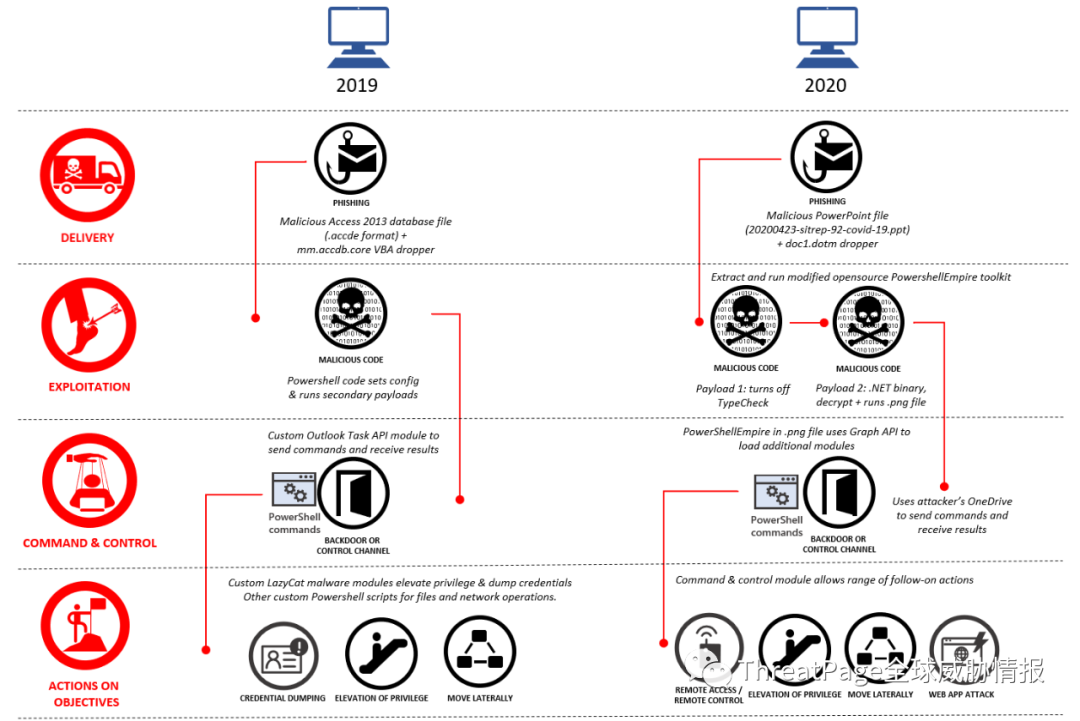 2019
2020
DELIVERY
PHISHING
Malicious Access 2013 database file
(.accde format) +
mm.accdb.core VBA dropper
PHISHING
Malicious PowerPoint file
(20200423-sitrep-92-covid-19.ppt)
+ doc1.dotm dropper
EXPLOITATION
MALICIOUS CODE
Powershell code sets config
& runs secondary payloads
Extract and run modified opensource PowershellEmpire toolkit
MALICIOUS CODE
Payload 1: turns off
TypeCheck
MALICIOUS CODE
Payload 2: .NET binary,
decrypt + runs .png file
COMMAND & CONTROL
Custom Outlook Task API module to
send commands and receive results
PowerShell
commands
BACKDOOR OR
CONTROL CHANNEL
PowerShellEmpire in .png file uses Graph API to
load additional modules
PowerShell
commands
BACKDOOR OR
CONTROL CHANNEL
Uses attacker's OneDrive
to send commands and
receive results
ACTIONS ON
OBJECTIVES
Custom LazyCat malware modules elevate privilege & dump credentials
Other custom Powershell scripts for files and network operations.
CREDENTIAL DUMPING
ELEVATION OF PRIVILEGE
MOVE LATERALLY
Command & control module allows range of follow-on actions
REMOTE ACCESS /
REMOTE CONTROL
ELEVATION OF PRIVILEGE
MOVE LATERALLY
WEB APP ATTACK
ThreatPage全球威胁情报